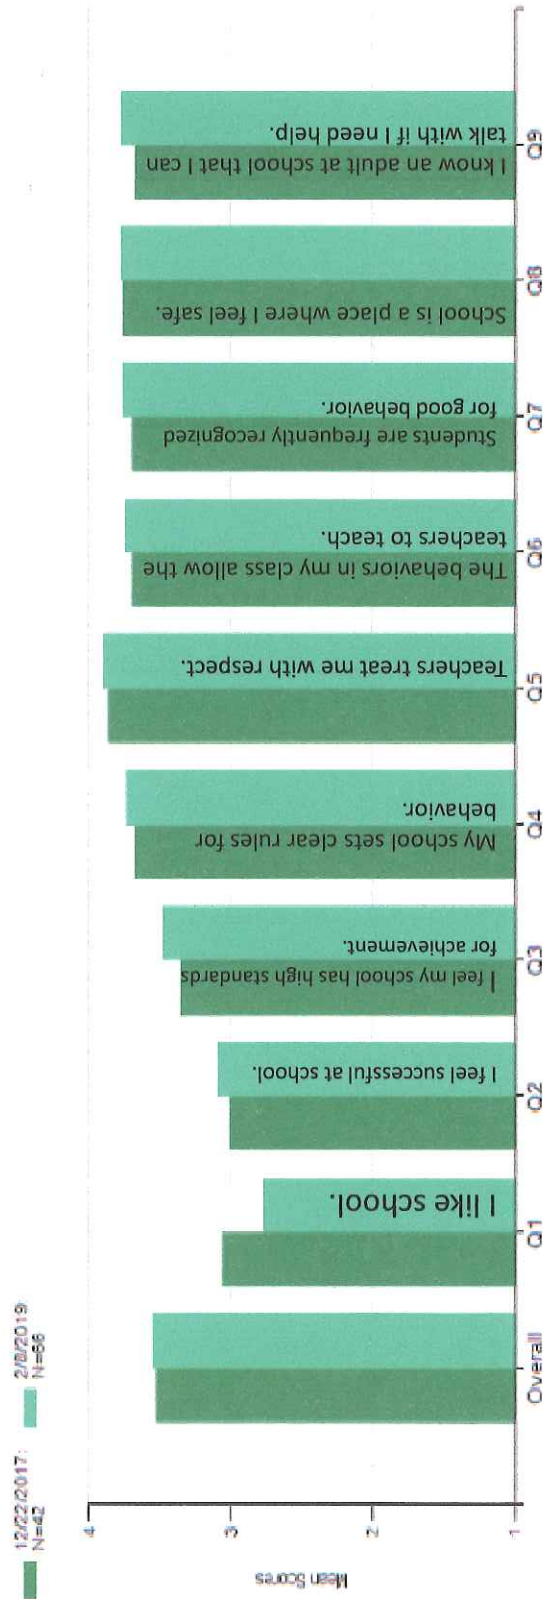 12/22/2017:
N=42
2/8/2019:
N=66
Mean Scores
4
3
2
1
Overall
Q1
Q2
Q3
Q4
Q5
Q6
Q7
Q8
Q9
I like school.
I feel successful at school.
I feel my school has high standards
for achievement.
My school sets clear rules for
behavior.
Teachers treat me with respect.
The behaviors in my class allow the
teachers to teach.
Students are frequently recognized
for good behavior.
School is a place where I feel safe.
I know an adult at school that I can
talk with if I need help.